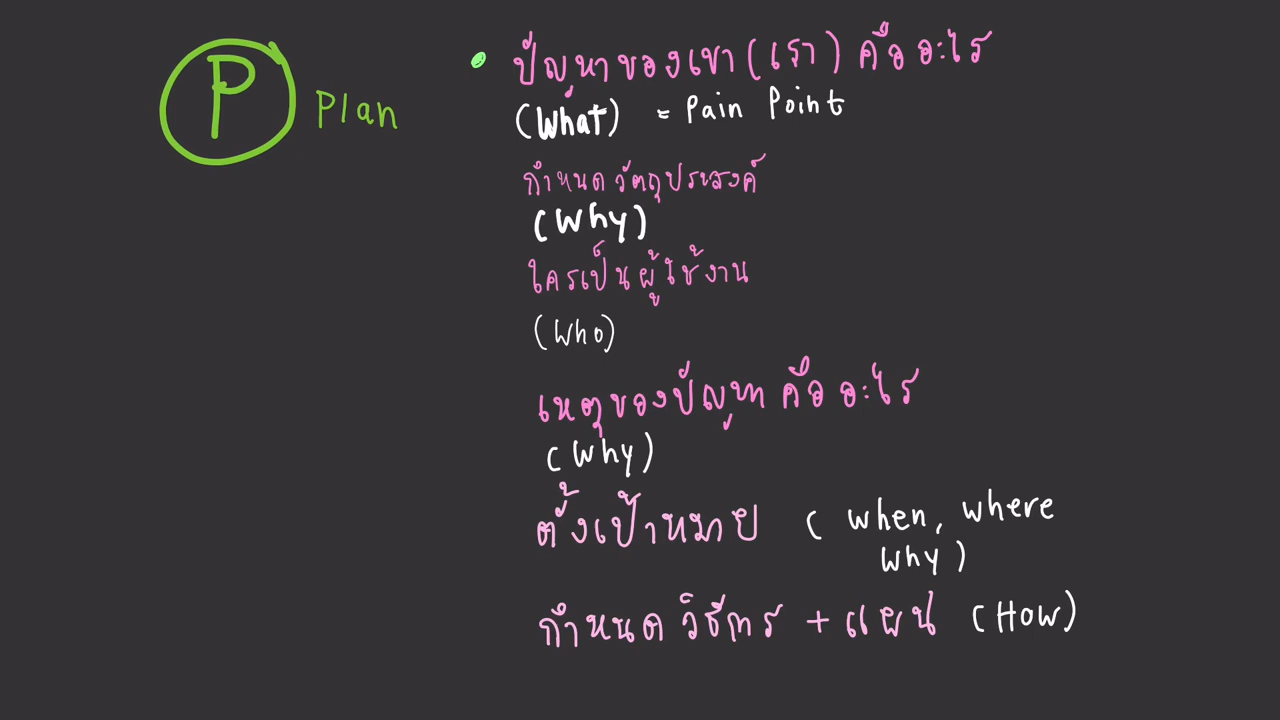 P Plan
ปัญหาของเขา (เรา) คืออะไร
(What) = Pain Point
กำหนดวัตถุประสงค์
(Why)
ใครเป็นผู้ใช้งาน
(Who)
เหตุของปัญหาคืออะไร
(Why)
ตั้งเป้าหมาย (when, where
why)
กำหนดวิธีการ + แผน (How)